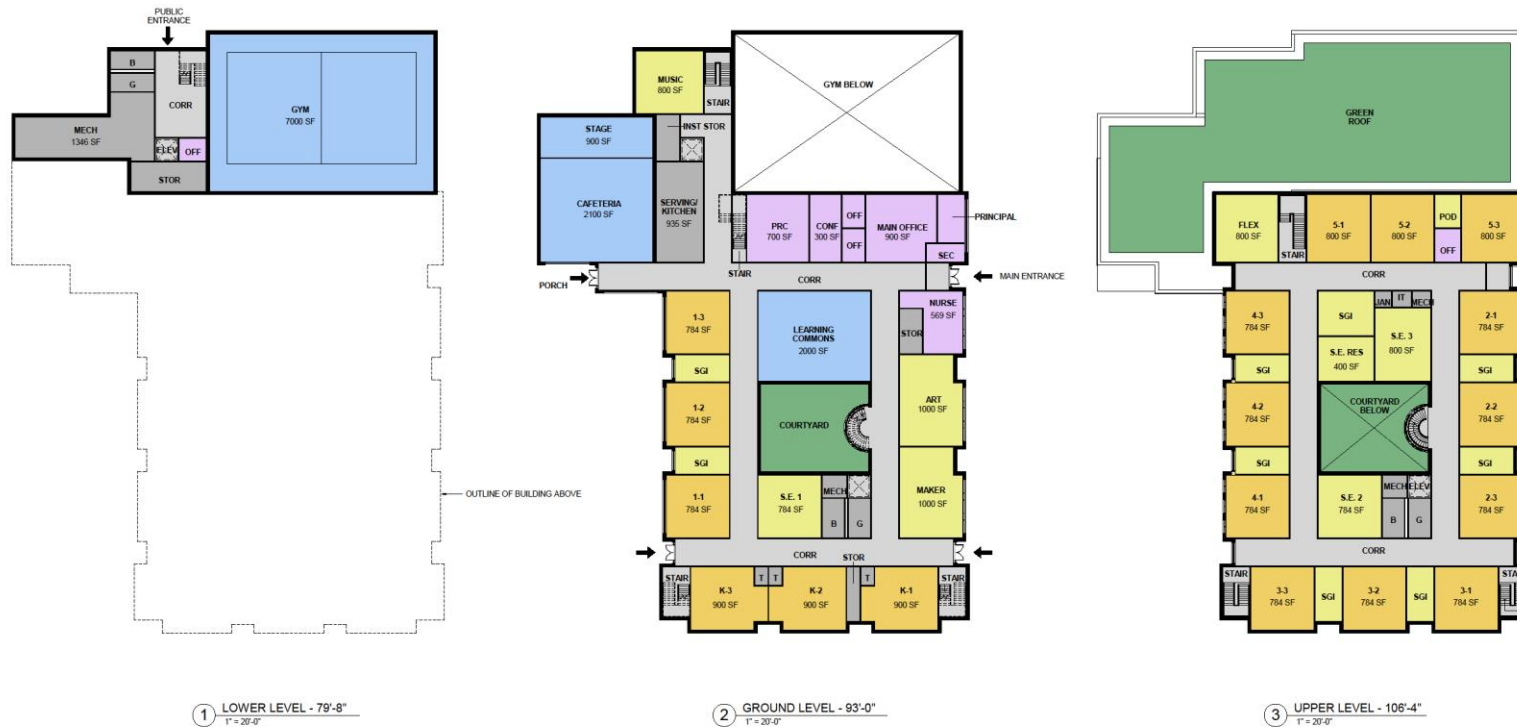 PUBLIC
ENTRANCE
B
G
CORR
MECH
1346 SF
ELEV
OFF
STOR
GYM
7000 SF
OUTLINE OF BUILDING ABOVE
1
LOWER LEVEL - 79'-8"
1" = 20'-0"
MUSIC
800 SF
STAIR
GYM BELOW
STAGE
900 SF
INST STOR
CAFETERIA
2100 SF
SERVING/
KITCHEN
935 SF
PRC
700 SF
CONF
300 SF
OFF
OFF
MAIN OFFICE
900 SF
PRINCIPAL
SEC
STAIR
PORCH
CORR
MAIN ENTRANCE
1-3
784 SF
LEARNING
COMMONS
2000 SF
NURSE
569 SF
STOR
SGI
1-2
784 SF
COURTYARD
ART
1000 SF
SGI
1-1
784 SF
S.E. 1
784 SF
MECH
B
G
MAKER
1000 SF
CORR
STOR
STAIR
K-3
900 SF
T
T
K-2
900 SF
T
K-1
900 SF
STAIR
2
GROUND LEVEL - 93'-0"
1" = 20'-0"
GREEN
ROOF
FLEX
800 SF
STAIR
5-1
800 SF
5-2
800 SF
POD
OFF
5-3
800 SF
CORR
4-3
784 SF
SGI
JAN
IT
MECH
S.E. 3
800 SF
S.E. RES
400 SF
2-1
784 SF
SGI
SGI
4-2
784 SF
COURTYARD
BELOW
2-2
784 SF
SGI
SGI
4-1
784 SF
S.E. 2
784 SF
MECH
ELEV
B
G
2-3
784 SF
CORR
STAIR
3-3
784 SF
SGI
3-2
784 SF
SGI
3-1
784 SF
3
UPPER LEVEL - 106'-4"
1" = 20'-0"